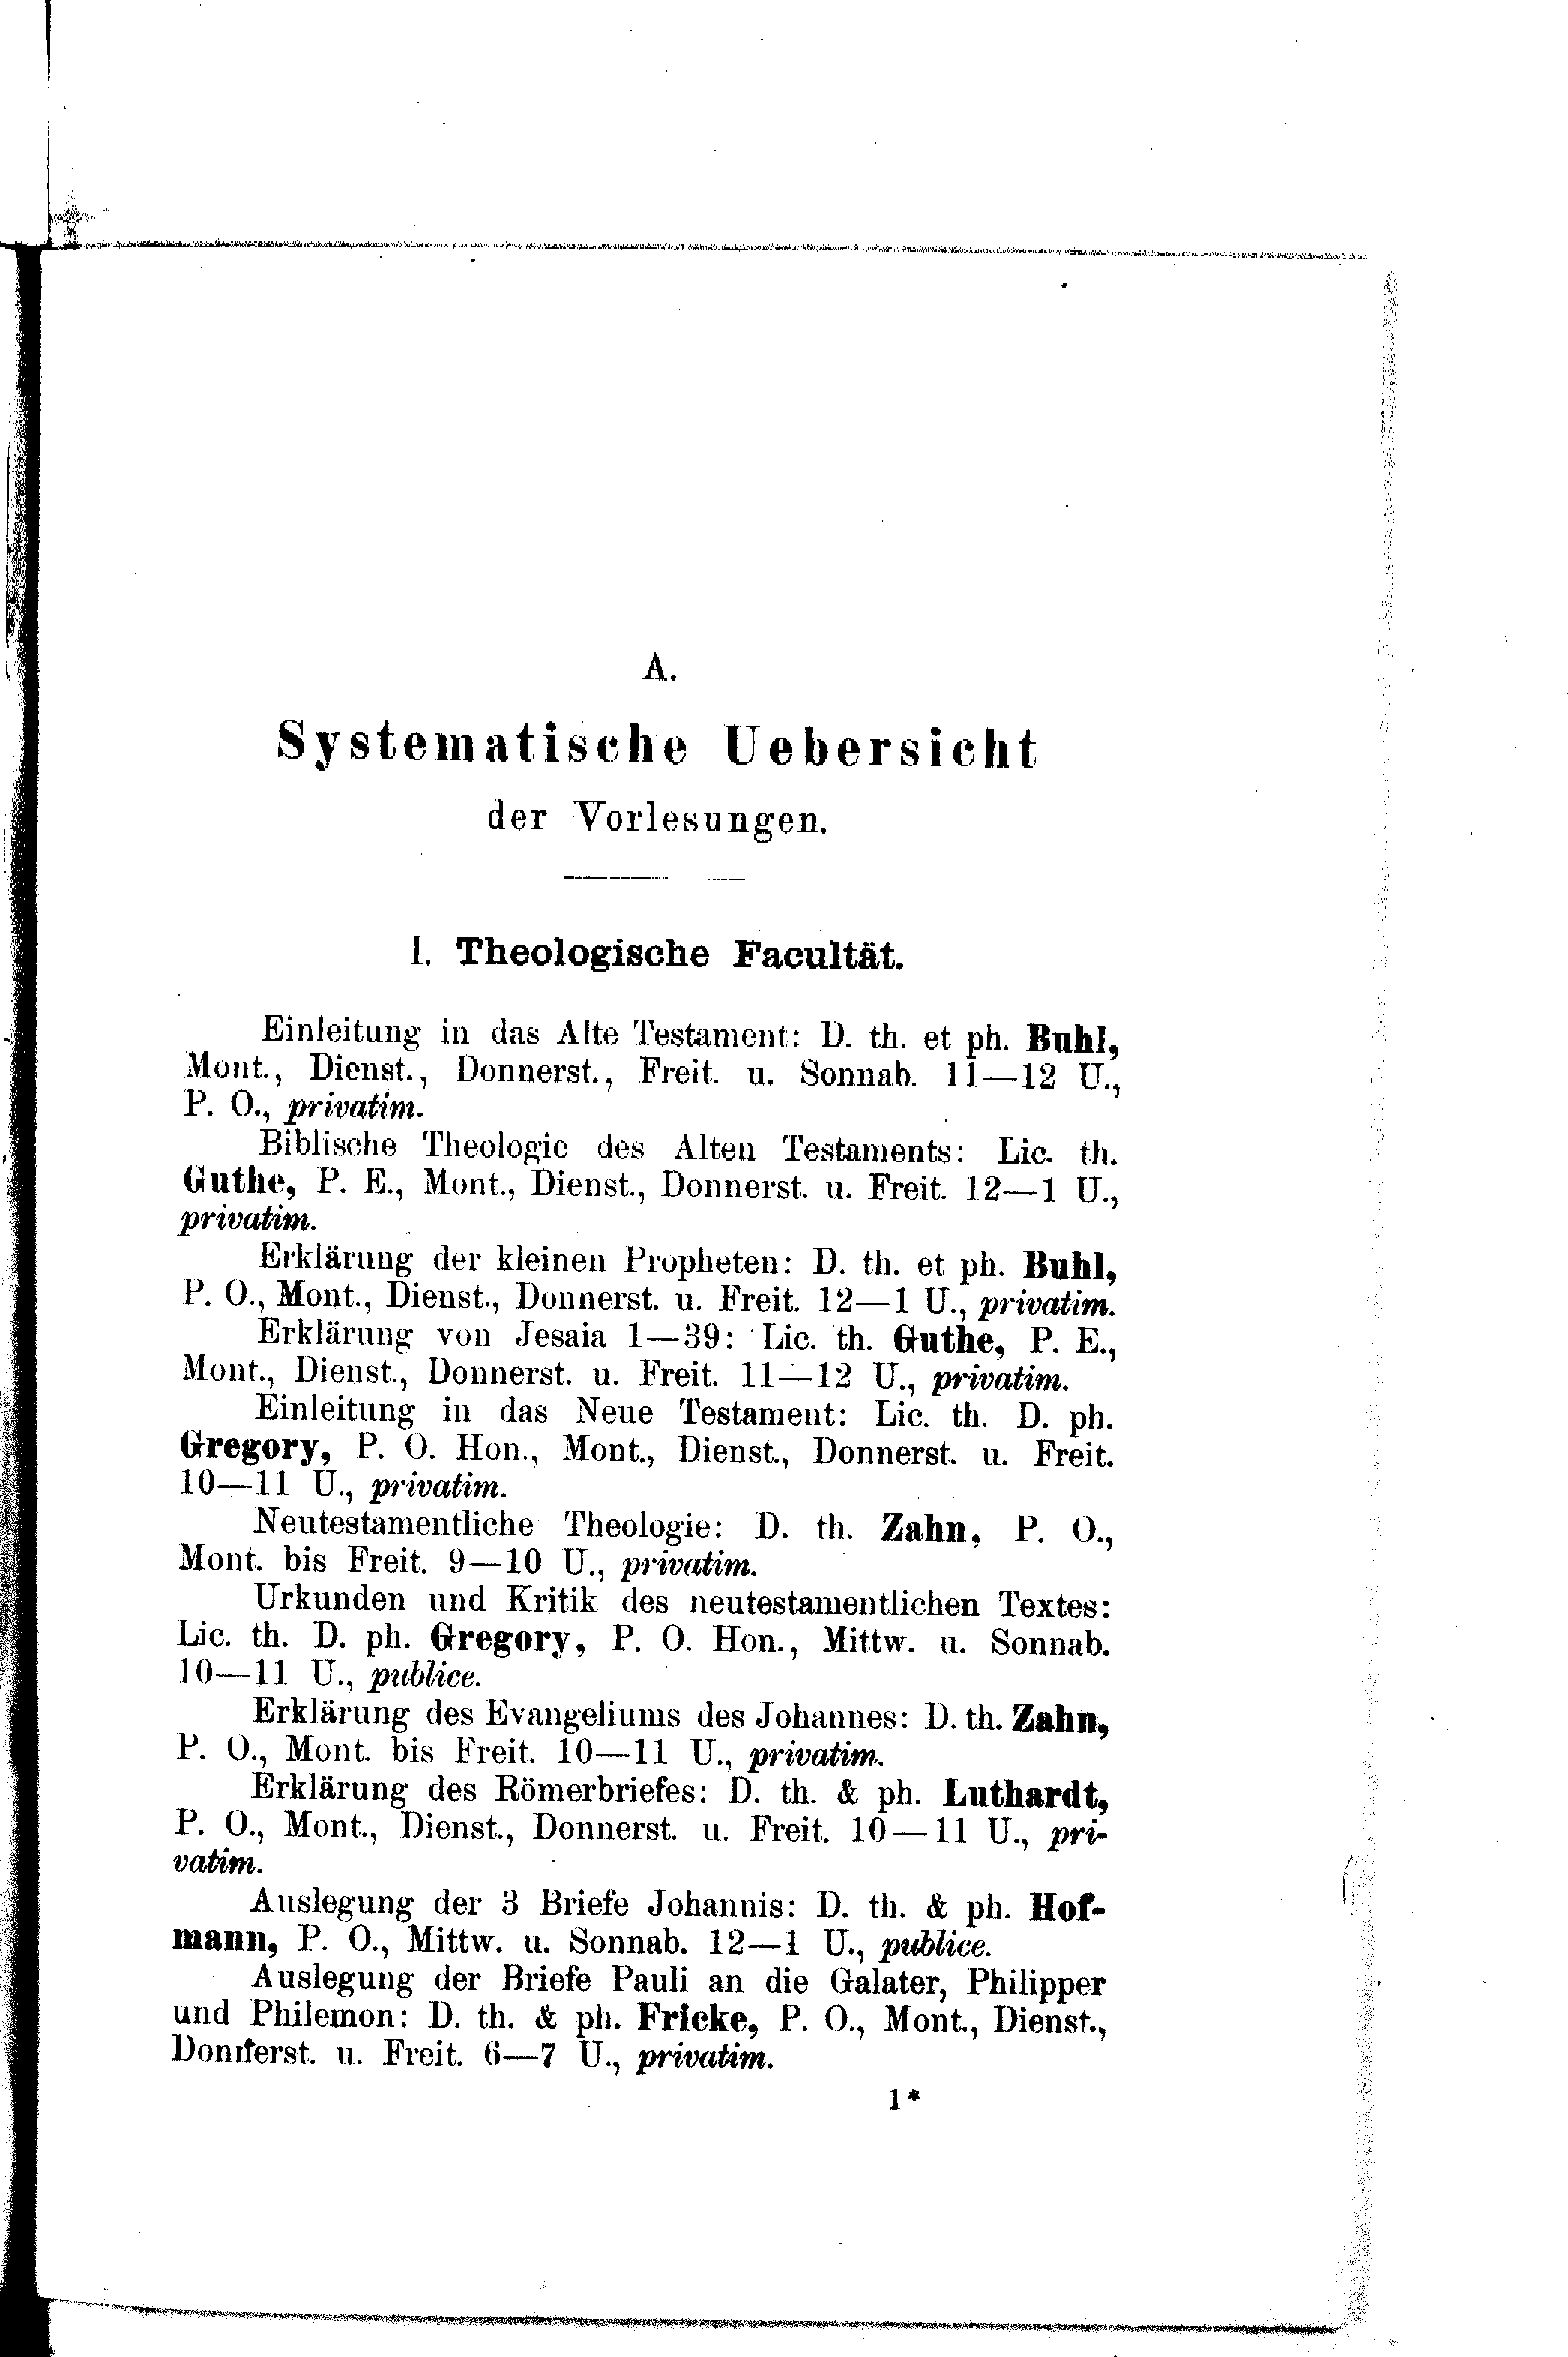 A.
Systematische Uebersicht
der Vorlesungen.
I. Theologische Facultät.
Einleitung in das Alte Testament: D. th. et ph. Buhl,
Mont., Dienst., Donnerst., Freit. u. Sonnab. 11—12 U.,
P. O., privatim.
Biblische Theologie des Alten Testaments: Lic. th.
Guthe, P. E., Mont., Dienst., Donnerst. u. Freit. 12—1 U.,
privatim.
Erklärung der kleinen Propheten: D. th. et ph. Buhl,
P. O., Mont., Dienst., Donnerst. u. Freit. 12—1 U., privatim.
Erklärung von Jesaia 1—39: Lic. th. Guthe, P. E.,
Mont., Dienst., Donnerst. u. Freit. 11—12 U., privatim.
Einleitung in das Neue Testament: Lic. th. D. ph.
Gregory, P. O. Hon., Mont., Dienst., Donnerst. u. Freit.
10—11 U., privatim.
Neutestamentliche Theologie: D. th. Zahn, P. O.,
Mont. bis Freit. 9—10 U., privatim.
Urkunden und Kritik des neutestamentlichen Textes:
Lic. th. D. ph. Gregory, P. O. Hon., Mittw. u. Sonnab.
10—11 U., publice.
Erklärung des Evangeliums des Johannes: D. th. Zahn,
P. O., Mont. bis Freit. 10—11 U., privatim.
Erklärung des Römerbriefes: D. th. & ph. Luthardt,
P. O., Mont., Dienst., Donnerst. u. Freit. 10—11 U., pri-
vatim.
Auslegung der 3 Briefe Johannis: D. th. & ph. Hof-
mann, P. O., Mittw. u. Sonnab. 12—1 U., publice.
Auslegung der Briefe Pauli an die Galater, Philipper
und Philemon: D. th. & ph. Fricke, P. O., Mont., Dienst.,
Donnerst. u. Freit. 6—7 U., privatim.
1*